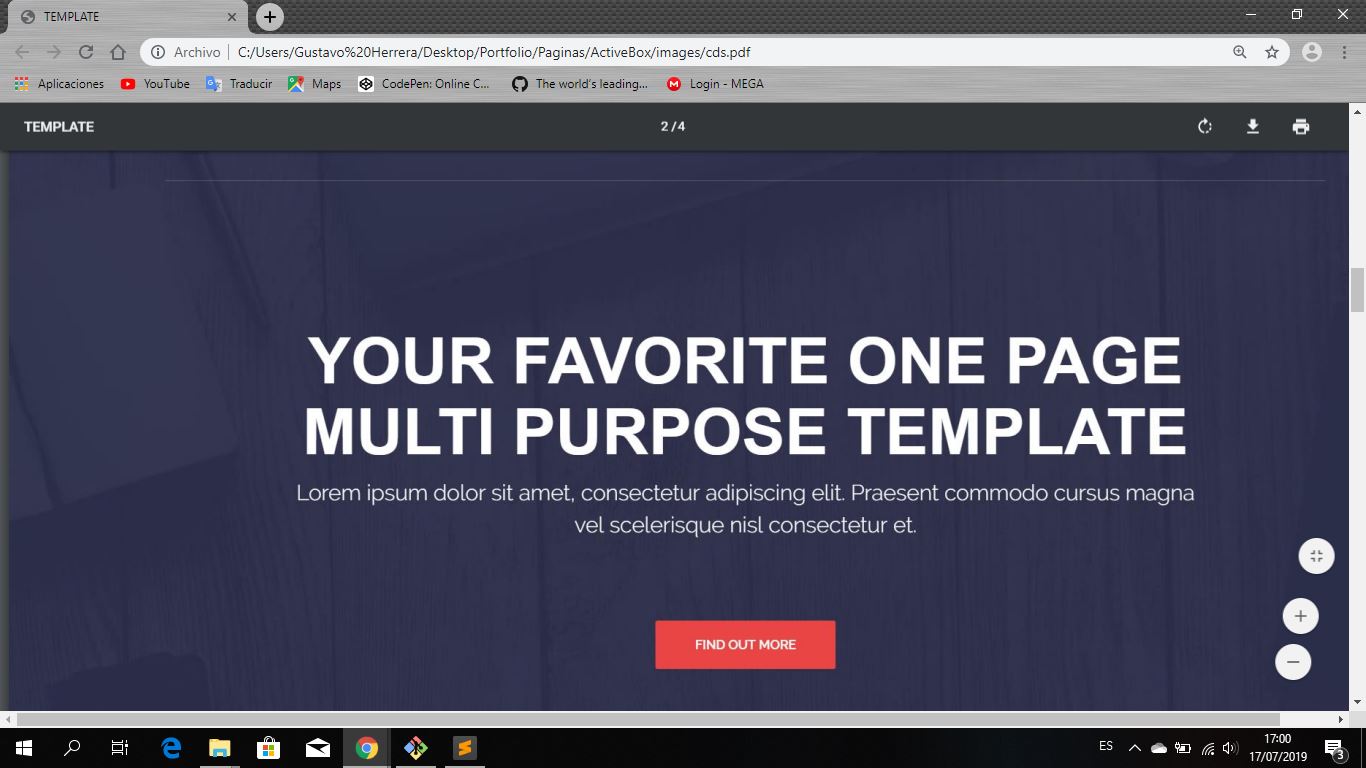 TEMPLATE
Archivo C:/Users/Gustavo%20Herrera/Desktop/Portfolio/Paginas/ActiveBox/images/cds.pdf
Aplicaciones YouTube Traducir Maps CodePen: Online C... The world's leading... Login - MEGA
TEMPLATE 2 / 4
YOUR FAVORITE ONE PAGE
MULTI PURPOSE TEMPLATE
Lorem ipsum dolor sit amet, consectetur adipiscing elit. Praesent commodo cursus magna
vel scelerisque nisl consectetur et.
FIND OUT MORE
ES 17:00
17/07/2019 3